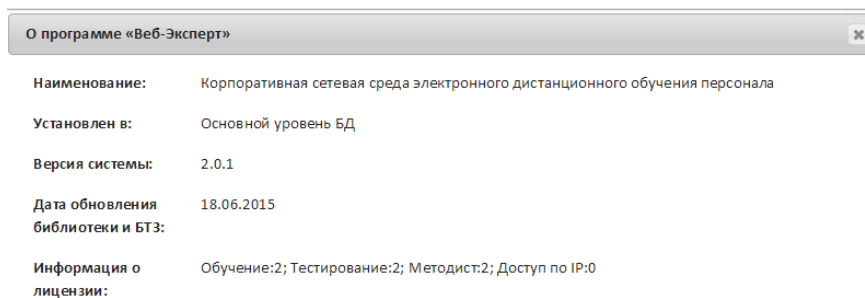 О программе «Веб-Эксперт»
Наименование: Корпоративная сетевая среда электронного дистанционного обучения персонала
Установлен в: Основной уровень БД
Версия системы: 2.0.1
Дата обновления 18.06.2015
библиотеки и БТЗ:
Информация о Обучение:2; Тестирование:2; Методист:2; Доступ по IP:0
лицензии: